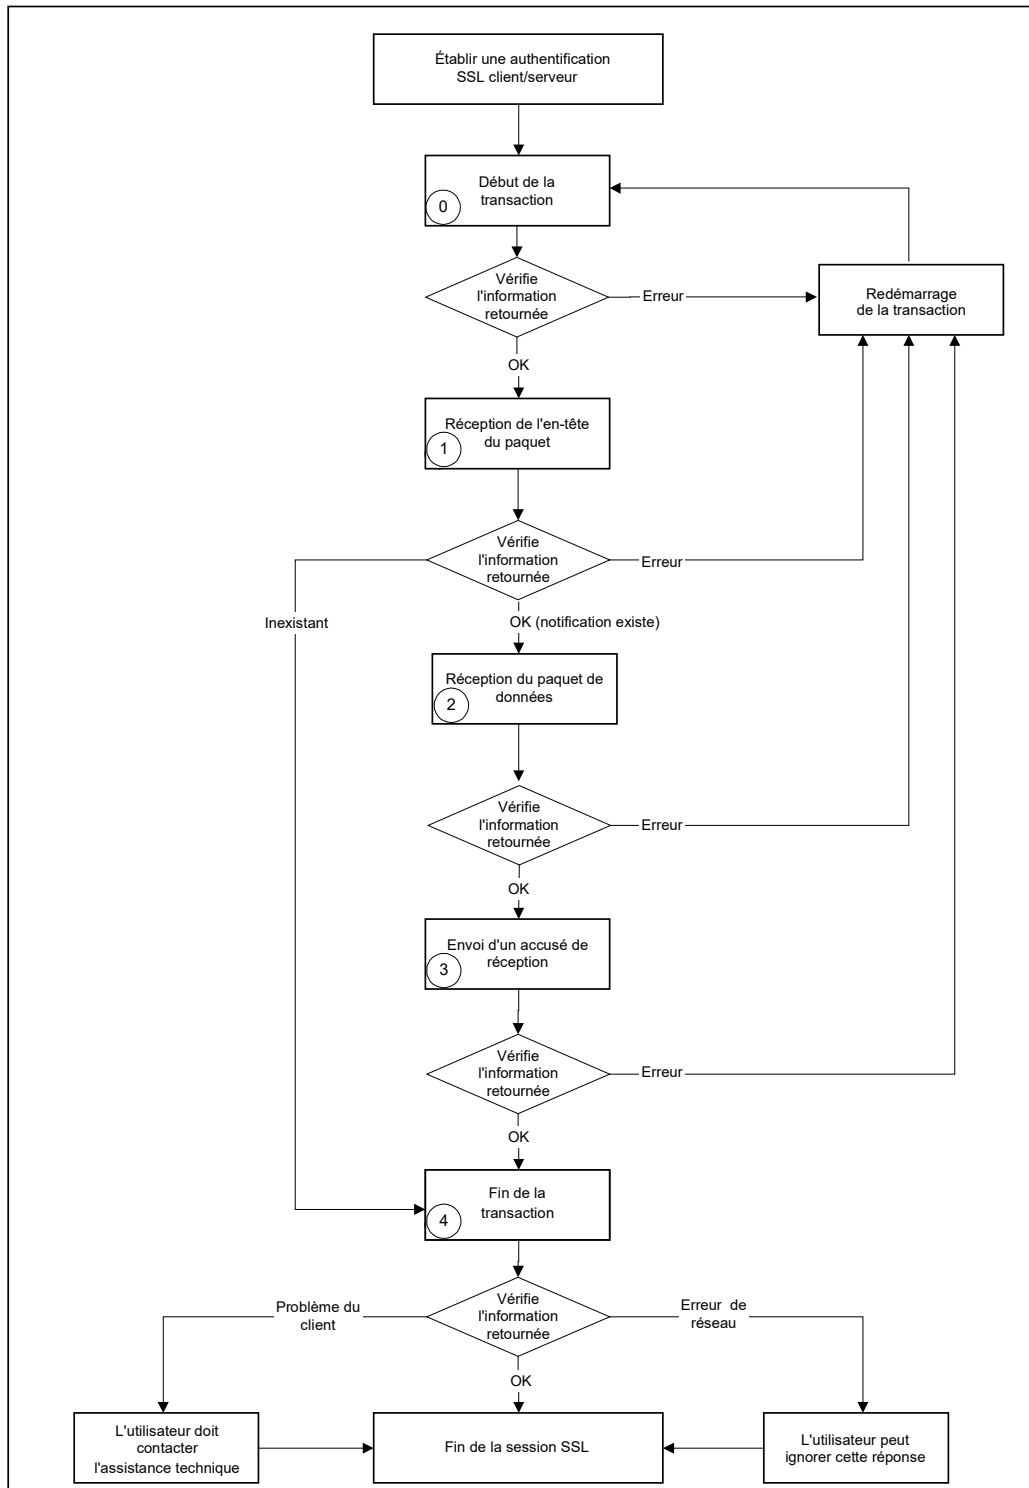 Établir une authentification
SSL client/serveur
Début de la
transaction
0
Vérifie
l'information
retournée
Erreur
Redémarrage
de la transaction
OK
Réception de l'en-tête
du paquet
1
Vérifie
l'information
retournée
Erreur
Inexistant
OK (notification existe)
Réception du paquet de
données
2
Vérifie
l'information
retournée
Erreur
OK
Envoi d'un accusé de
réception
3
Vérifie
l'information
retournée
Erreur
OK
Fin de la
transaction
4
Problème du
client
Vérifie
l'information
retournée
Erreur de
réseau
OK
L'utilisateur doit
contacter
l'assistance technique
Fin de la session SSL
L'utilisateur peut
ignorer cette réponse